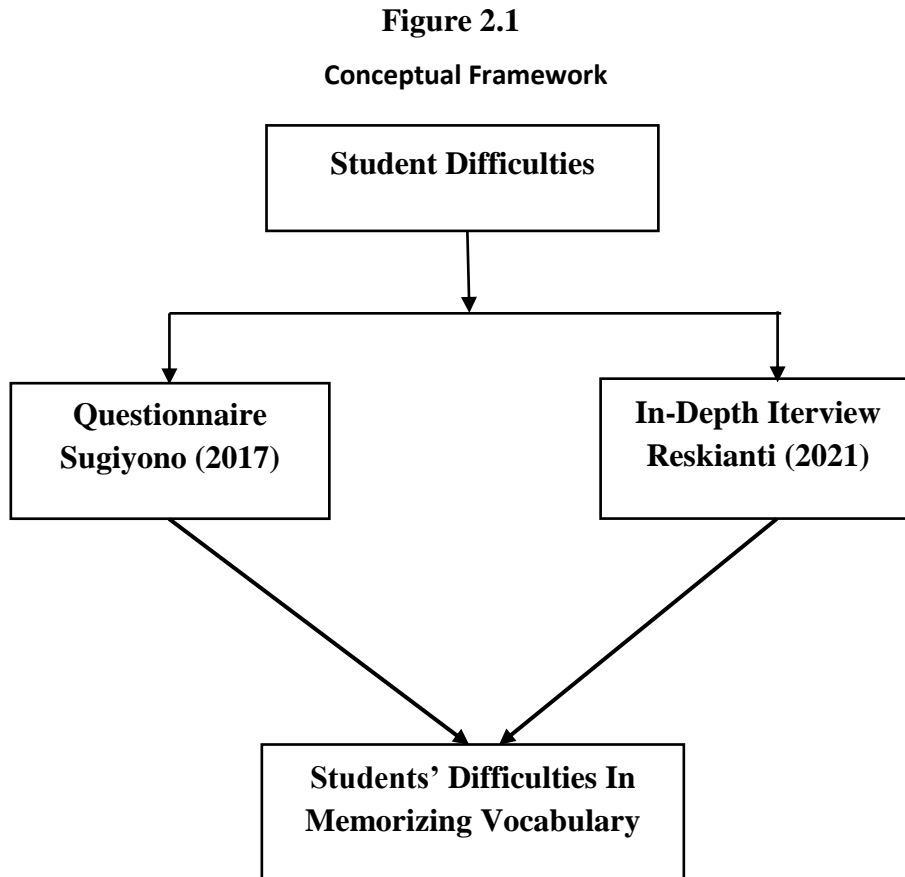 Figure 2.1
Conceptual Framework
Student Difficulties
Questionnaire
Sugiyono (2017)
In-Depth Iterview
Reskianti (2021)
Students’ Difficulties In
Memorizing Vocabulary